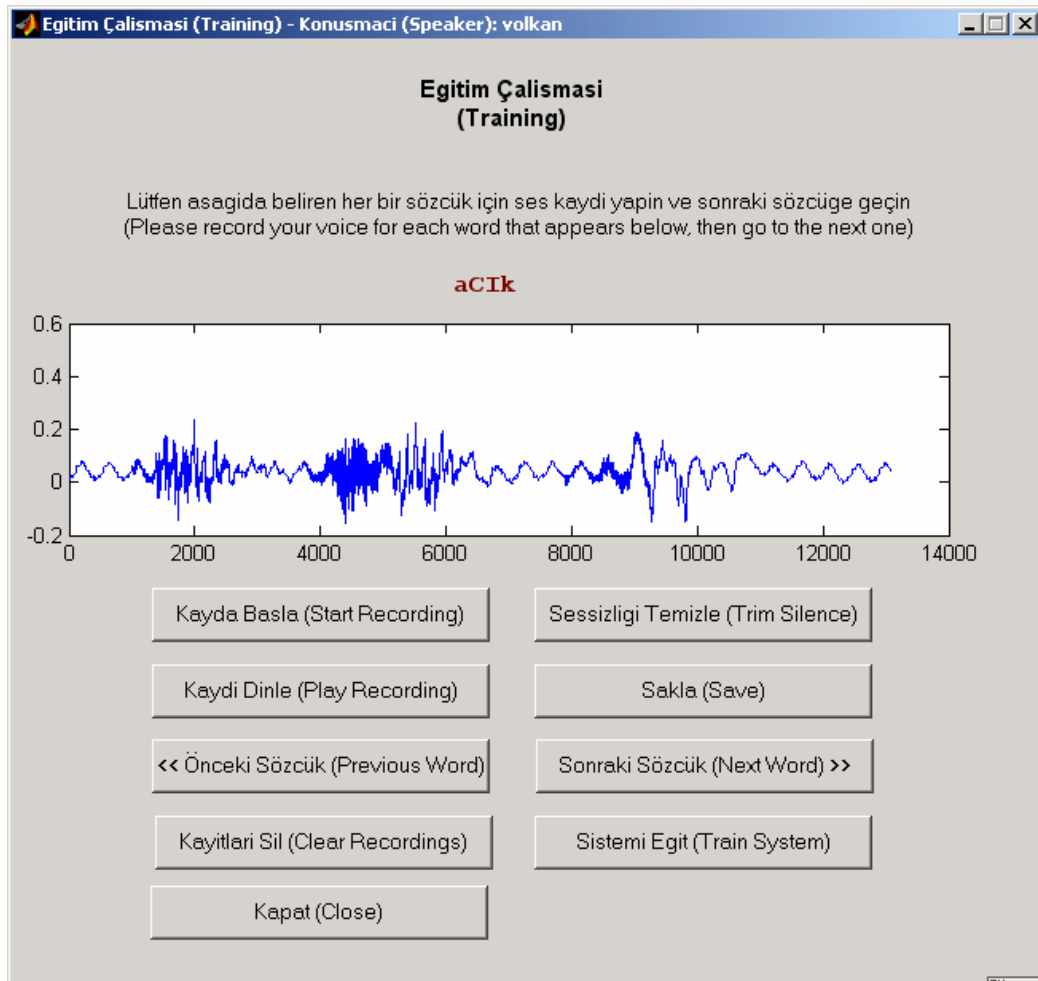 Egitim Çalismasi (Training) - Konusmaci (Speaker): volkan
Egitim Çalismasi
(Training)
Lütfen asagida beliren her bir sözcük için ses kaydi yapin ve sonraki sözcüge geçin
(Please record your voice for each word that appears below, then go to the next one)
aCIk
0.6
0.4
0.2
0
-0.2
0 2000 4000 6000 8000 10000 12000 14000
Kayda Basla (Start Recording) Sessizligi Temizle (Trim Silence)
Kaydi Dinle (Play Recording) Sakla (Save)
<< Önceki Sözcük (Previous Word) Sonraki Sözcük (Next Word) >>
Kayitlari Sil (Clear Recordings) Sistemi Egit (Train System)
Kapat (Close)